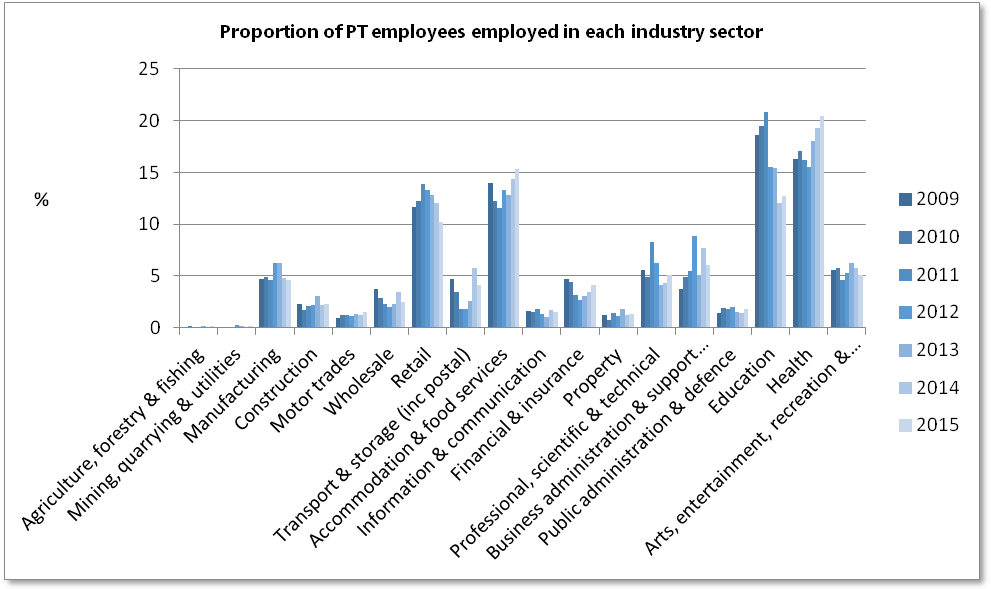 Proportion of PT employees employed in each industry sector
25
20
15
10
5
0
%
Agriculture, forestry & fishing
Mining, quarrying & utilities
Manufacturing
Construction
Motor trades
Wholesale
Retail
Transport & storage (inc postal)
Accommodation & food services
Information & communication
Financial & insurance
Property
Professional, scientific & technical
Business administration & support...
Public administration & defence
Education
Health
Arts, entertainment, recreation &...
2009
2010
2011
2012
2013
2014
2015